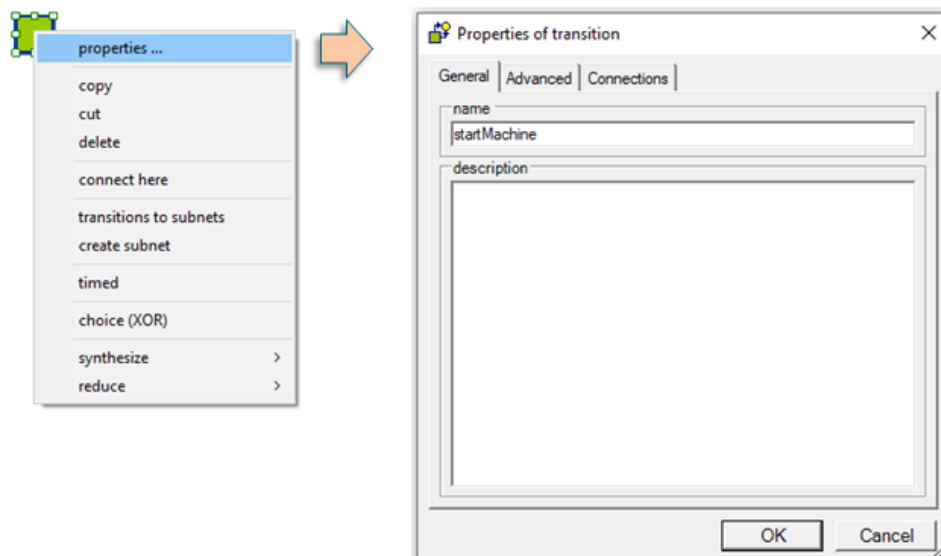 properties ...
copy
cut
delete
connect here
transitions to subnets
create subnet
timed
choice (XOR)
synthesize
reduce
Properties of transition
General Advanced Connections
name
startMachine
description
OK Cancel